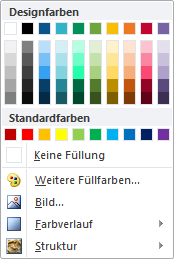 Designfarben
Standardfarben
Keine Füllung
Weitere Füllfarben...
Bild...
Farbverlauf
Struktur